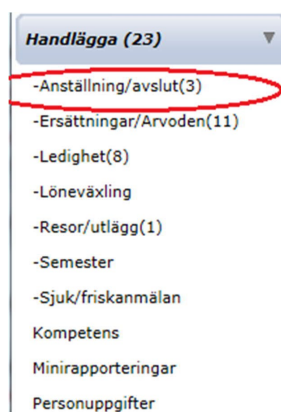 Handlägga (23)
-Anställning/avslut(3)
-Ersättningar/Arvoden(11)
-Ledighet(8)
-Löneväxling
-Resor/utlägg(1)
-Semester
-Sjuk/friskanmälan
Kompetens
Minirapporteringar
Personuppgifter